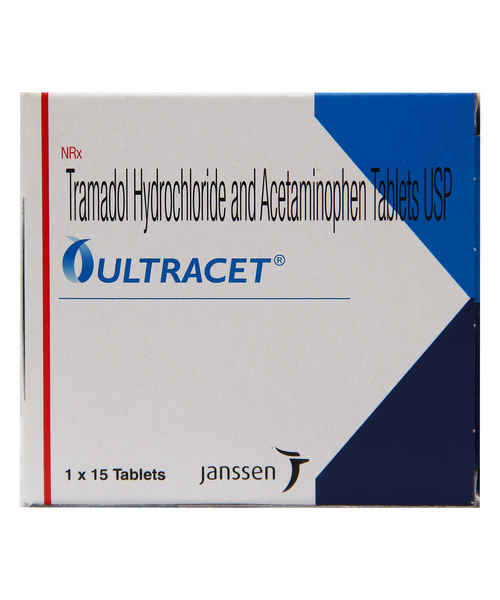 NRx
Tramadol Hydrochloride and Acetaminophen Tablets USP
ULTRACET®
1 x 15 Tablets
janssen